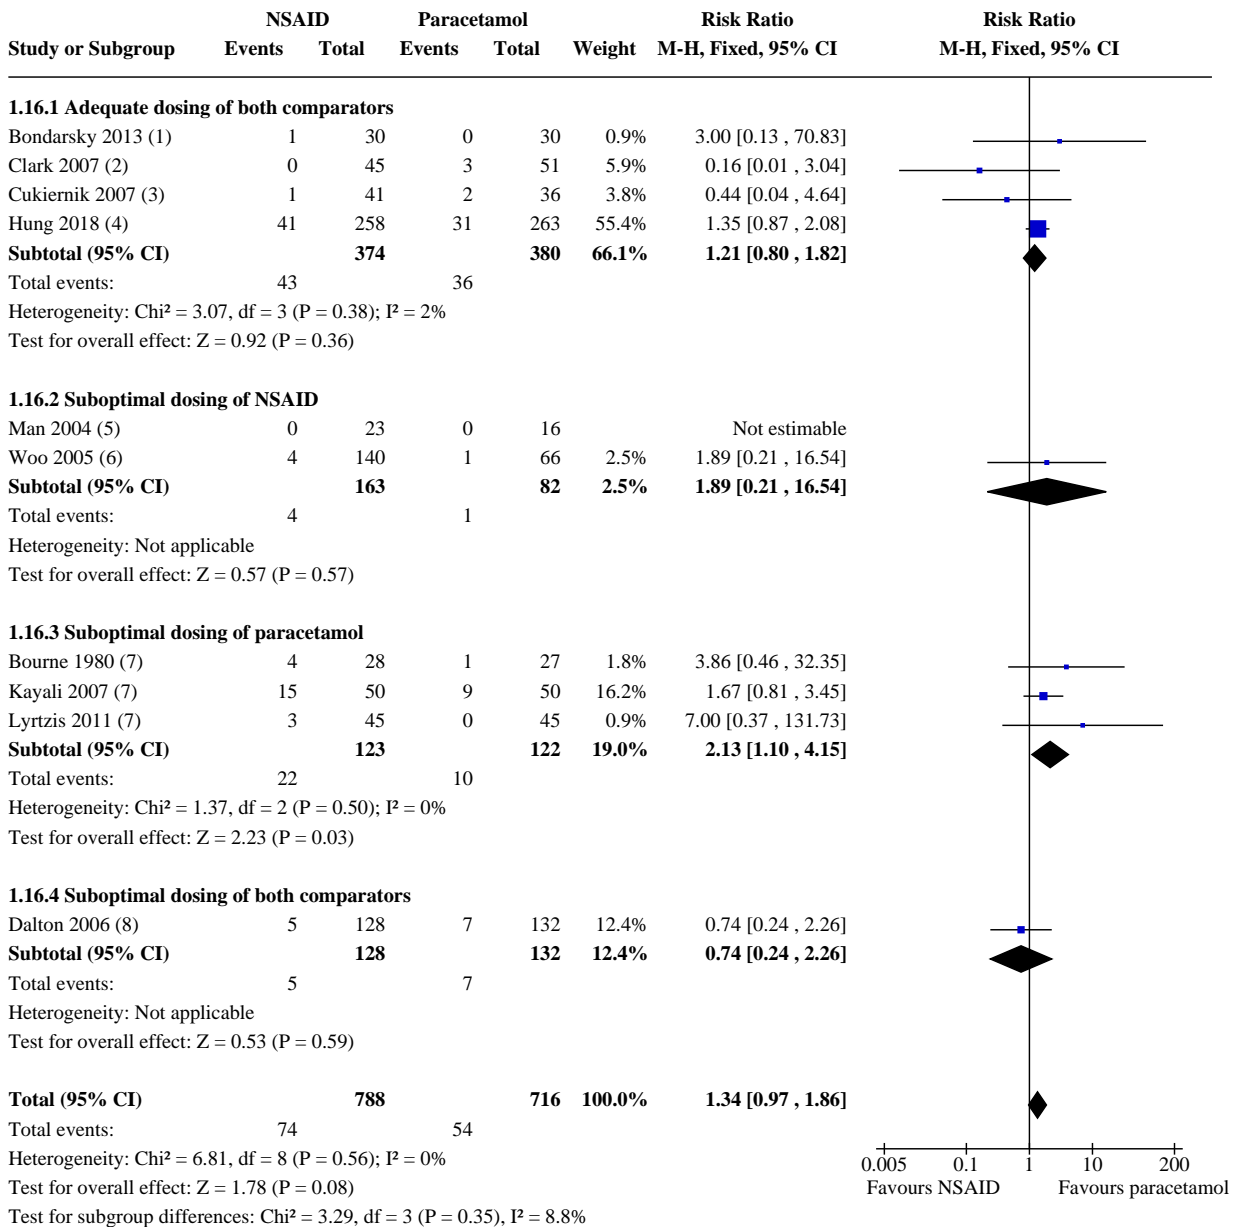 NSAID Paracetamol Risk Ratio Risk Ratio
Study or Subgroup Events Total Events Total Weight M-H, Fixed, 95% CI M-H, Fixed, 95% CI
1.16.1 Adequate dosing of both comparators
Bondarsky 2013 (1) 1 30 0 30 0.9% 3.00 [0.13 , 70.83]
Clark 2007 (2) 0 45 3 51 5.9% 0.16 [0.01 , 3.04]
Cukiernik 2007 (3) 1 41 2 36 3.8% 0.44 [0.04 , 4.64]
Hung 2018 (4) 41 258 31 263 55.4% 1.35 [0.87 , 2.08]
Subtotal (95% CI) 374 380 66.1% 1.21 [0.80 , 1.82]
Total events: 43 36
Heterogeneity: Chi² = 3.07, df = 3 (P = 0.38); I² = 2%
Test for overall effect: Z = 0.92 (P = 0.36)
1.16.2 Suboptimal dosing of NSAID
Man 2004 (5) 0 23 0 16 Not estimable
Woo 2005 (6) 4 140 1 66 2.5% 1.89 [0.21 , 16.54]
Subtotal (95% CI) 163 82 2.5% 1.89 [0.21 , 16.54]
Total events: 4 1
Heterogeneity: Not applicable
Test for overall effect: Z = 0.57 (P = 0.57)
1.16.3 Suboptimal dosing of paracetamol
Bourne 1980 (7) 4 28 1 27 1.8% 3.86 [0.46 , 32.35]
Kayali 2007 (7) 15 50 9 50 16.2% 1.67 [0.81 , 3.45]
Lyrtzis 2011 (7) 3 45 0 45 0.9% 7.00 [0.37 , 131.73]
Subtotal (95% CI) 123 122 19.0% 2.13 [1.10 , 4.15]
Total events: 22 10
Heterogeneity: Chi² = 1.37, df = 2 (P = 0.50); I² = 0%
Test for overall effect: Z = 2.23 (P = 0.03)
1.16.4 Suboptimal dosing of both comparators
Dalton 2006 (8) 5 128 7 132 12.4% 0.74 [0.24 , 2.26]
Subtotal (95% CI) 128 132 12.4% 0.74 [0.24 , 2.26]
Total events: 5 7
Heterogeneity: Not applicable
Test for overall effect: Z = 0.53 (P = 0.59)
Total (95% CI) 788 716 100.0% 1.34 [0.97 , 1.86]
Total events: 74 54
Heterogeneity: Chi² = 6.81, df = 8 (P = 0.56); I² = 0%
0.005 0.1 1 10 200
Test for overall effect: Z = 1.78 (P = 0.08)
Favours NSAID Favours paracetamol
Test for subgroup differences: Chi² = 3.29, df = 3 (P = 0.35), I² = 8.8%